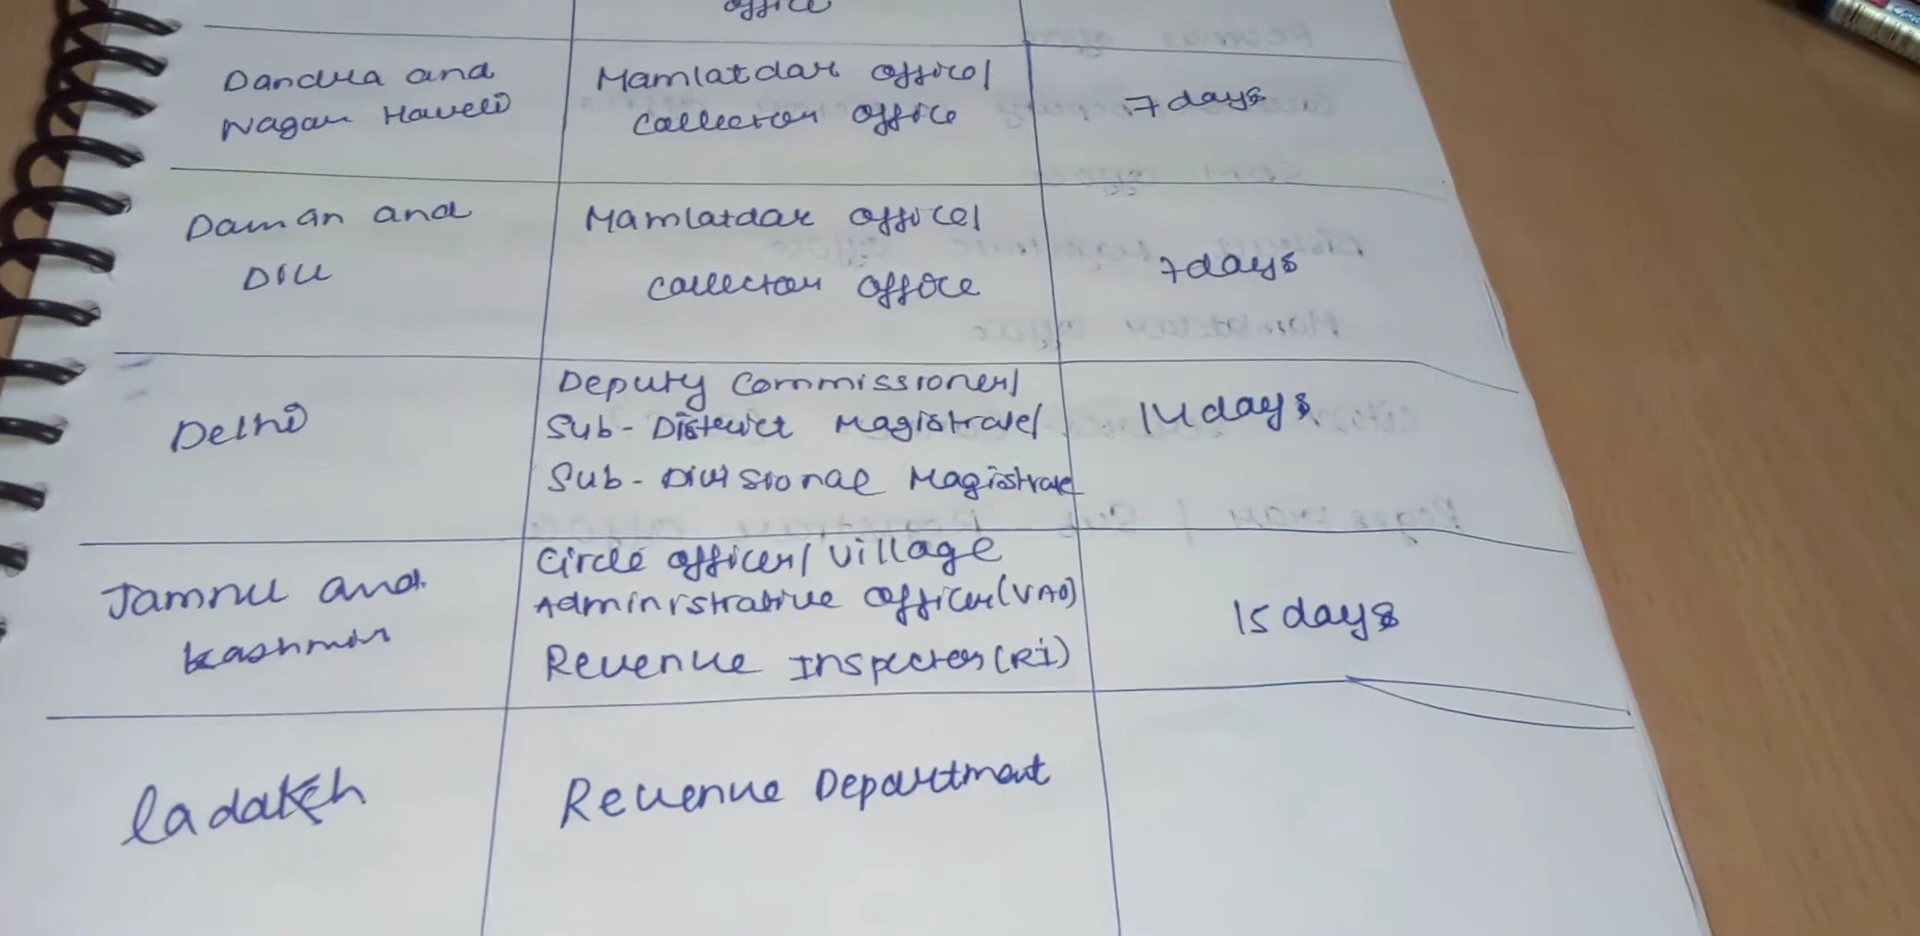 office
Dandra and
Nagar Haveli
Mamlatdar office/
Collector office
7 days
Daman and
Diu
Mamlatdar office/
Collector office
7 days
Delhi
Deputy Commissioner/
Sub-District Magistrate/
Sub-Divisional Magistrate
14 days
Jammu and
Kashmir
Circle officer/ Village
Administrative Officer (VAO)
Revenue Inspector (RI)
15 days
ladakh
Revenue Department